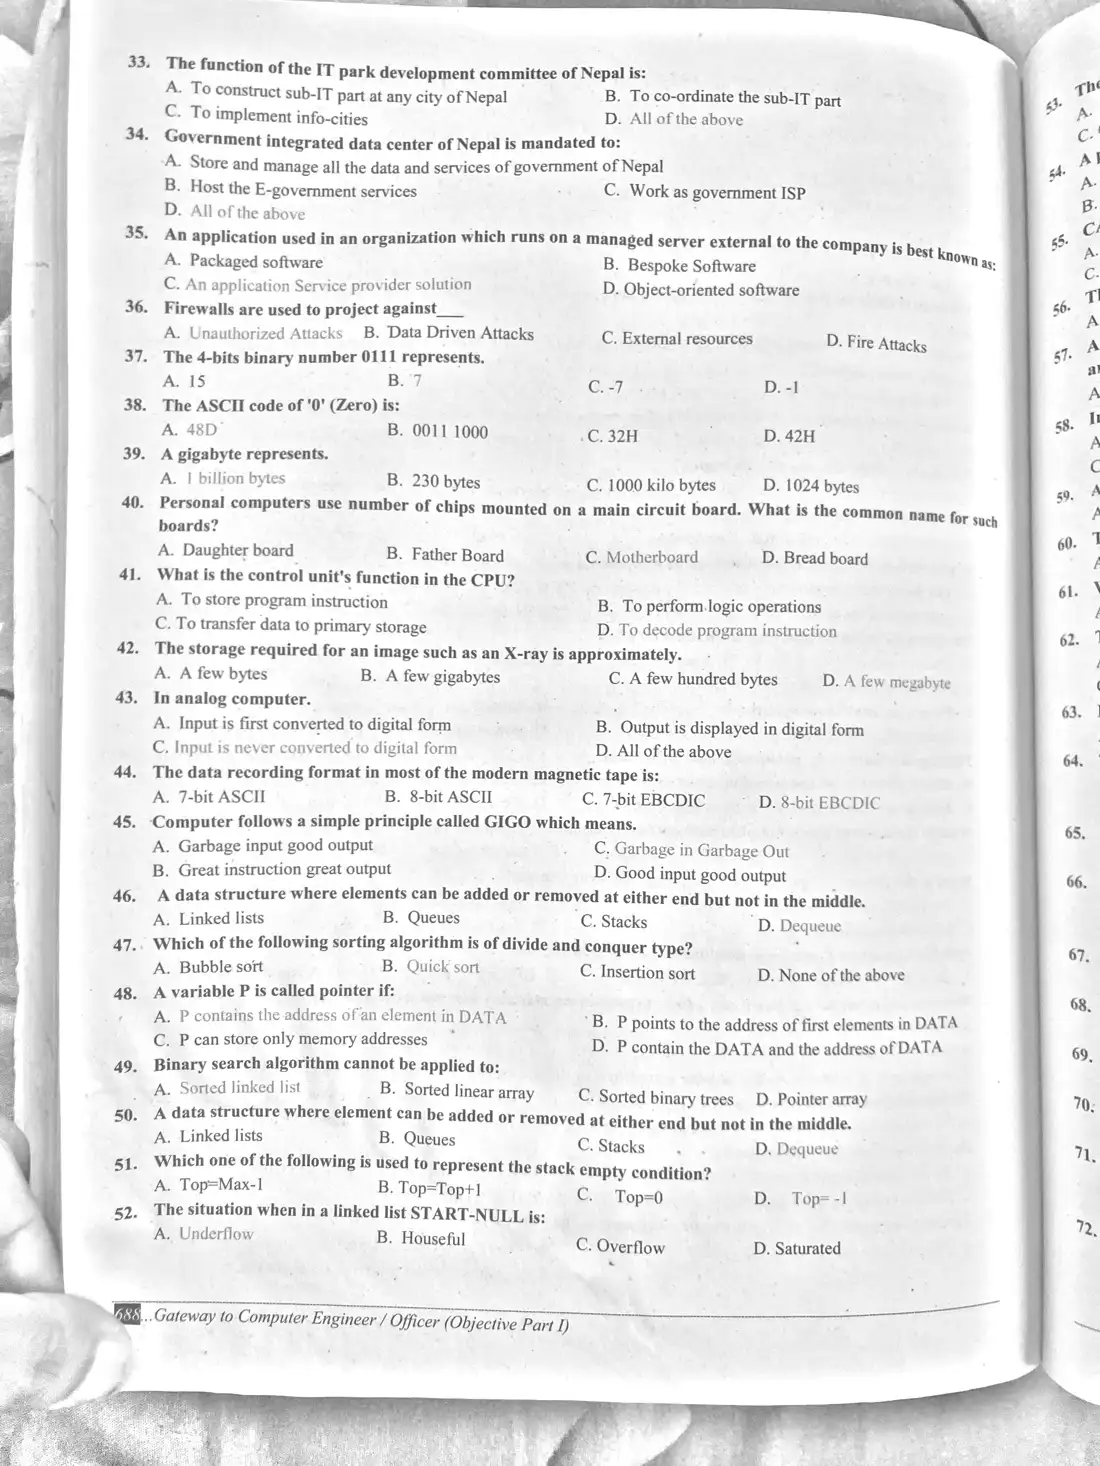 33. The function of the IT park development committee of Nepal is:
A. To construct sub-IT part at any city of Nepal B. To co-ordinate the sub-IT part
C. To implement info-cities D. All of the above
34. Government integrated data center of Nepal is mandated to:
A. Store and manage all the data and services of government of Nepal
B. Host the E-government services C. Work as government ISP
D. All of the above
35. An application used in an organization which runs on a managed server external to the company is best known as:
A. Packaged software B. Bespoke Software
C. An application Service provider solution D. Object-oriented software
36. Firewalls are used to project against___
A. Unauthorized Attacks B. Data Driven Attacks C. External resources D. Fire Attacks
37. The 4-bits binary number 0111 represents.
A. 15 B. 7 C. -7 D. -1
38. The ASCII code of '0' (Zero) is:
A. 48D B. 0011 1000 C. 32H D. 42H
39. A gigabyte represents.
A. 1 billion bytes B. 230 bytes C. 1000 kilo bytes D. 1024 bytes
40. Personal computers use number of chips mounted on a main circuit board. What is the common name for such
boards?
A. Daughter board B. Father Board C. Motherboard D. Bread board
41. What is the control unit's function in the CPU?
A. To store program instruction B. To perform logic operations
C. To transfer data to primary storage D. To decode program instruction
42. The storage required for an image such as an X-ray is approximately.
A. A few bytes B. A few gigabytes C. A few hundred bytes D. A few megabyte
43. In analog computer.
A. Input is first converted to digital form B. Output is displayed in digital form
C. Input is never converted to digital form D. All of the above
44. The data recording format in most of the modern magnetic tape is:
A. 7-bit ASCII B. 8-bit ASCII C. 7-bit EBCDIC D. 8-bit EBCDIC
45. Computer follows a simple principle called GIGO which means.
A. Garbage input good output C. Garbage in Garbage Out
B. Great instruction great output D. Good input good output
46. A data structure where elements can be added or removed at either end but not in the middle.
A. Linked lists B. Queues C. Stacks D. Dequeue
47. Which of the following sorting algorithm is of divide and conquer type?
A. Bubble sort B. Quick sort C. Insertion sort D. None of the above
48. A variable P is called pointer if:
A. P contains the address of an element in DATA B. P points to the address of first elements in DATA
C. P can store only memory addresses D. P contain the DATA and the address of DATA
49. Binary search algorithm cannot be applied to:
A. Sorted linked list B. Sorted linear array C. Sorted binary trees D. Pointer array
50. A data structure where element can be added or removed at either end but not in the middle.
A. Linked lists B. Queues C. Stacks D. Dequeue
51. Which one of the following is used to represent the stack empty condition?
A. Top=Max-1 B. Top=Top+1 C. Top=0 D. Top= -1
52. The situation when in a linked list START-NULL is:
A. Underflow B. Houseful C. Overflow D. Saturated
688...Gateway to Computer Engineer / Officer (Objective Part I)
53.
A.
C.
54. A
A.
B.
55.
A.
C.
56.
A
57. A
A
58.
A
C
59. A
A
60.
61.
62.
63.
64.
65.
66.
67.
68.
69.
70.
71.
72.